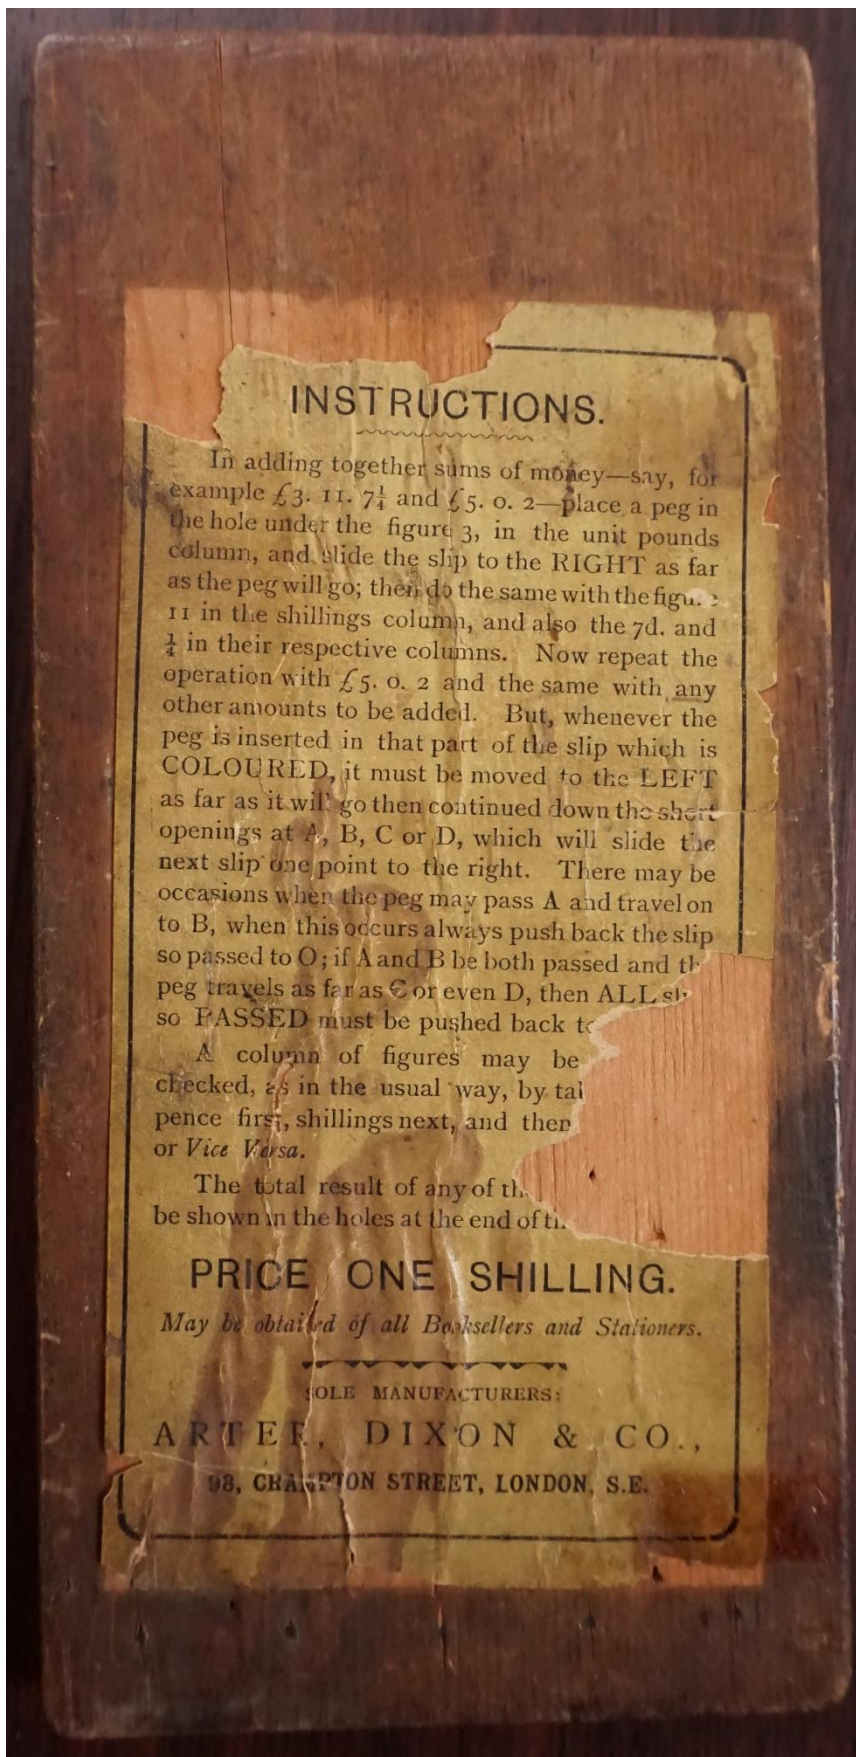 INSTRUCTIONS.
In adding together sums of money—say, for
example £3. 11. 7¼ and £5. 0. 2—place a peg in
the hole under the figure 3, in the unit pounds
column, and slide the slip to the RIGHT as far
as the peg will go; then do the same with the
11 in the shillings column, and also the 7d. and
¼ in their respective columns. Now repeat the
operation with £5. 0. 2 and the same with any
other amounts to be added. But, whenever the
peg is inserted in that part of the slip which is
COLOURED, it must be moved to the LEFT
as far as it will go then continued down the short
openings at A, B, C or D, which will slide the
next slip one point to the right. There may be
occasions when the peg may pass A and travel on
to B, when this occurs always push back the slip
so passed to O; if A and B be both passed and
peg travels as far as C or even D, then ALL
so PASSED must be pushed back
A column of figures may be
checked, as in the usual way, by
pence first, shillings next, and
or Vice Versa.
The total result of any of
be shown in the holes at the end of
PRICE ONE SHILLING.
May be obtained of all Booksellers and Stationers.
SOLE MANUFACTURERS:
ARTER, DIXON & CO.,
98, CRAMPTON STREET, LONDON, S.E.